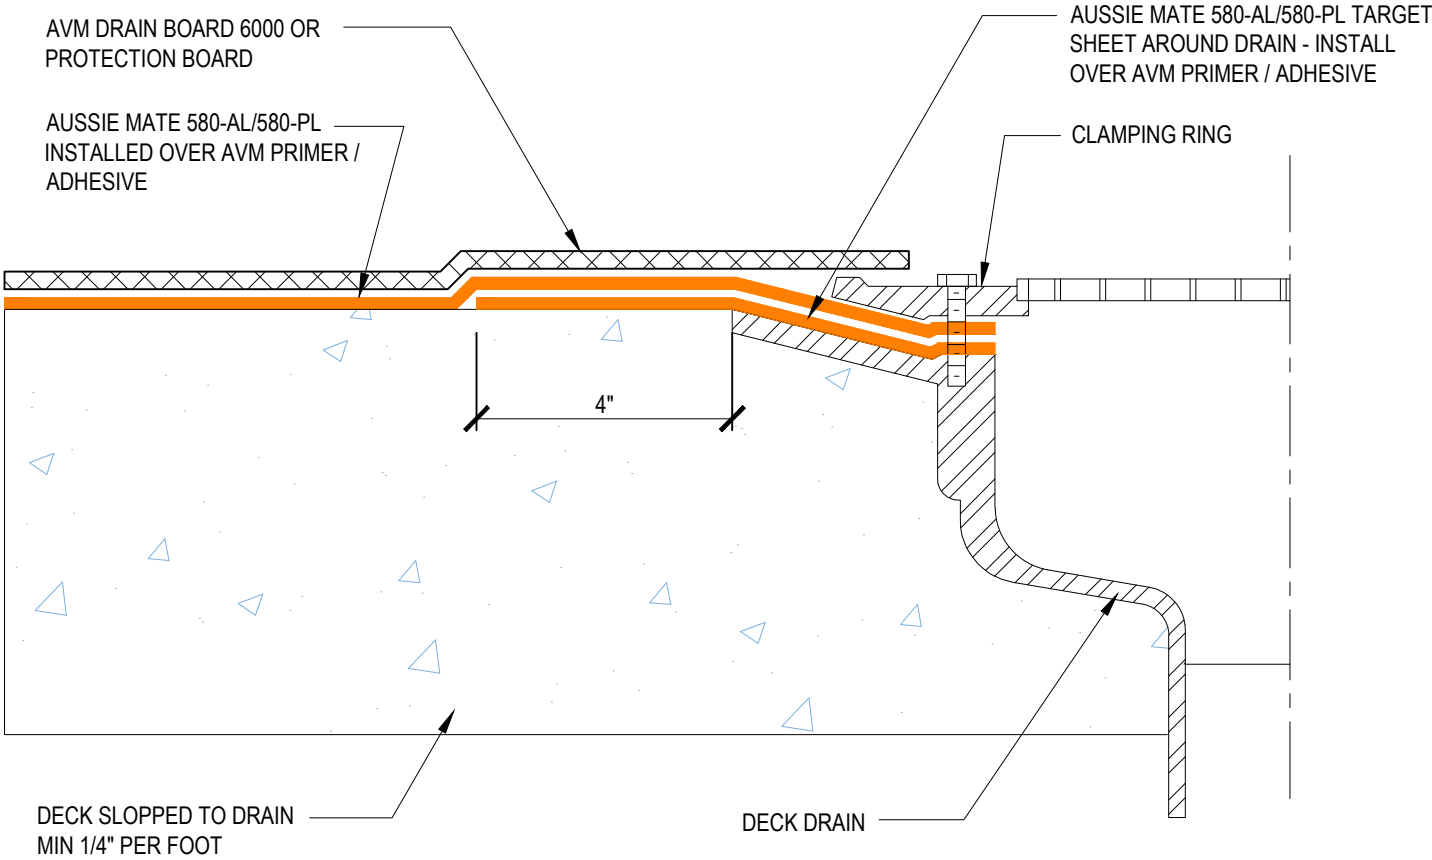 AVM DRAIN BOARD 6000 OR
PROTECTION BOARD
AUSSIE MATE 580-AL/580-PL
INSTALLED OVER AVM PRIMER /
ADHESIVE
AUSSIE MATE 580-AL/580-PL TARGET
SHEET AROUND DRAIN - INSTALL
OVER AVM PRIMER / ADHESIVE
CLAMPING RING
4"
DECK SLOPPED TO DRAIN
MIN 1/4" PER FOOT
DECK DRAIN